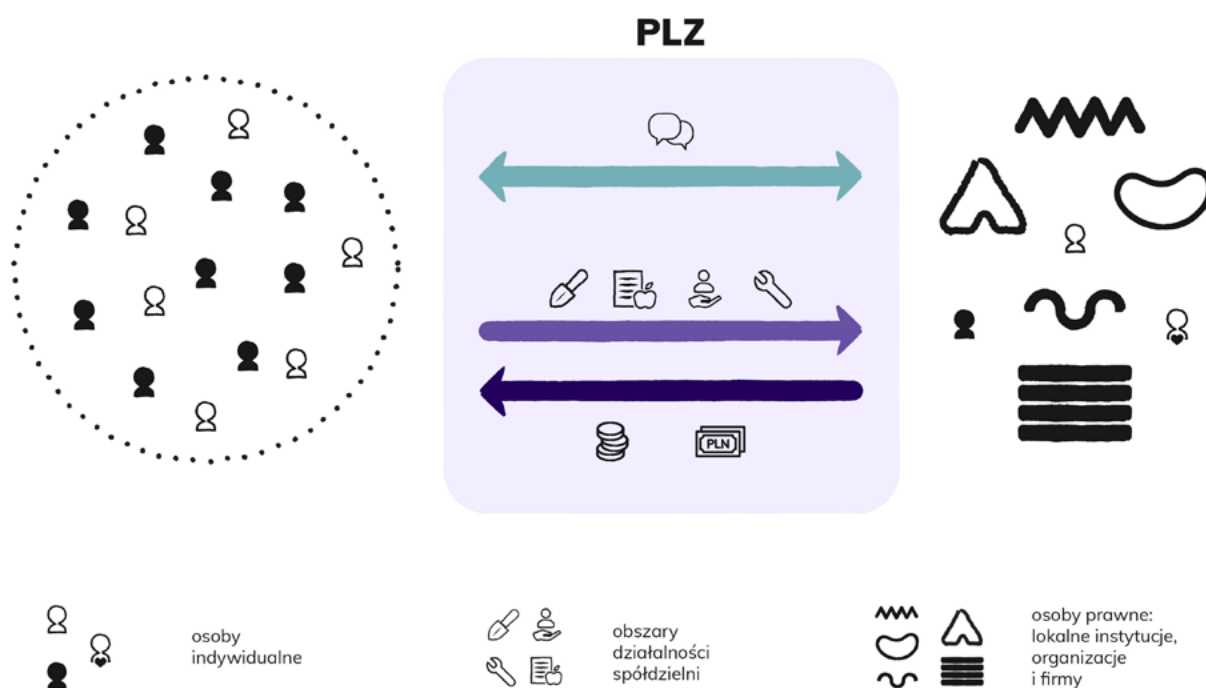 PLZ
PLN
osoby
indywidualne
obszary
działalności
spółdzielni
osoby prawne:
lokalne instytucje,
organizacje
i firmy